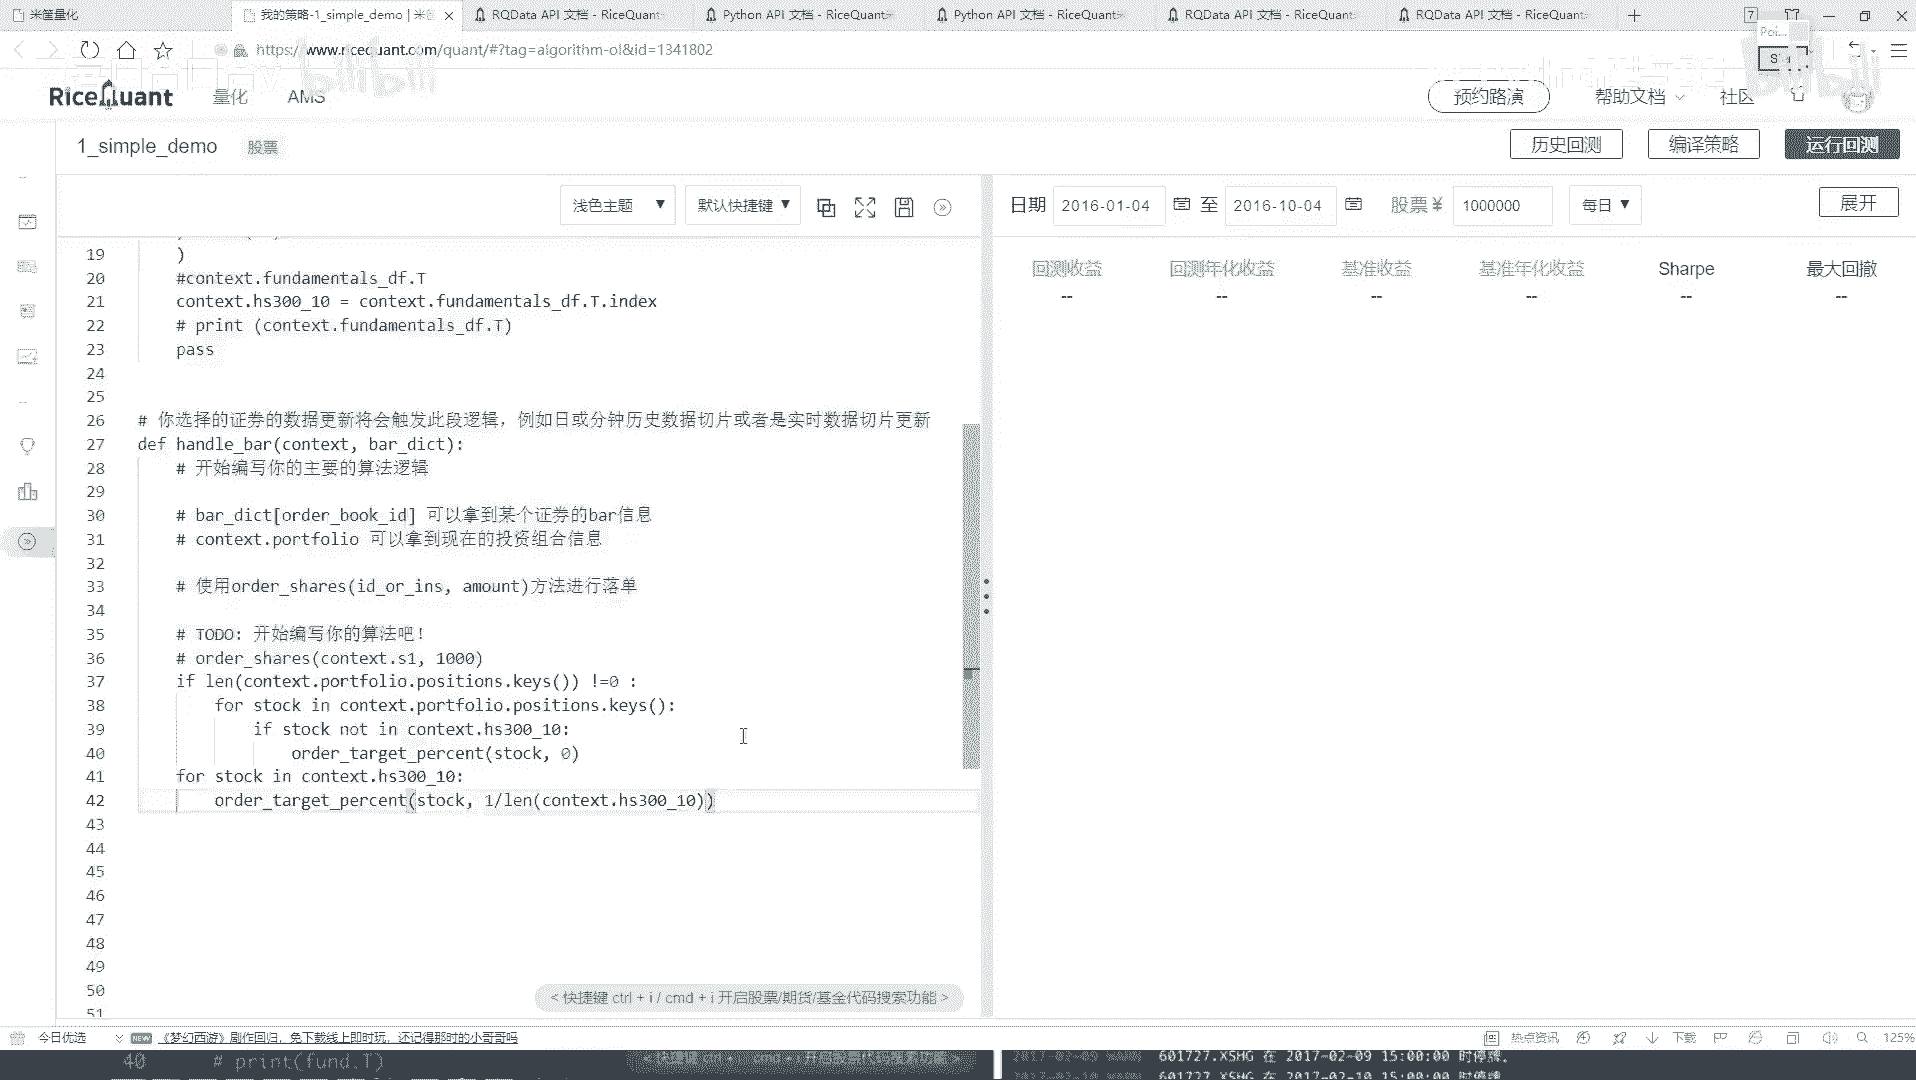 米筐量化
我的策略-1_simple_demo | 米筐
RQData API 文档 - RiceQuant
Python API 文档 - RiceQuant
Python API 文档 - RiceQuant
RQData API 文档 - RiceQuant
RQData API 文档 - RiceQuant
7
Poi...
https://www.ricequant.com/quant/#?tag=algorithm-ol&id=1341802
RiceQuant
量化
AMS
预约路演
帮助文档
社区
1_simple_demo
股票
历史回测
编译策略
运行回测
浅色主题
默认快捷键
日期
2016-01-04
至
2016-10-04
股票 ¥
1000000
每日
展开
回测收益
回测年化收益
基准收益
基准年化收益
Sharpe
最大回撤
--
--
--
--
--
--
19 )
20 #context.fundamentals_df.T
21 context.hs300_10 = context.fundamentals_df.T.index
22 # print (context.fundamentals_df.T)
23 pass
24
25
26 # 你选择的证券的数据更新将会触发此段逻辑，例如日或分钟历史数据切片或者是实时数据切片更新
27 def handle_bar(context, bar_dict):
28 # 开始编写你的主要的算法逻辑
29
30 # bar_dict[order_book_id] 可以拿到某个证券的bar信息
31 # context.portfolio 可以拿到现在的投资组合信息
32
33 # 使用order_shares(id_or_ins, amount)方法进行落单
34
35 # TODO: 开始编写你的算法吧！
36 # order_shares(context.s1, 1000)
37 if len(context.portfolio.positions.keys()) !=0 :
38 for stock in context.portfolio.positions.keys():
39 if stock not in context.hs300_10:
40 order_target_percent(stock, 0)
41 for stock in context.hs300_10:
42 order_target_percent(stock, 1/len(context.hs300_10))
43
44
45
46
47
48
49
50
51
< 快捷键 ctrl + i / cmd + i 开启股票/期货/基金代码搜索功能 >
今日优选
NEW
《梦幻西游》剧作回归，免下载线上即时玩，还记得那时的小哥哥吗
热点资讯
下载
125%
40 # print(fund.T)
2017-02-09 WARN 601727.XSHG 在 2017-02-09 15:00:00 时停牌。
2017-02-10 WARN 601727.XSHG 在 2017-02-10 15:00:00 时停牌。